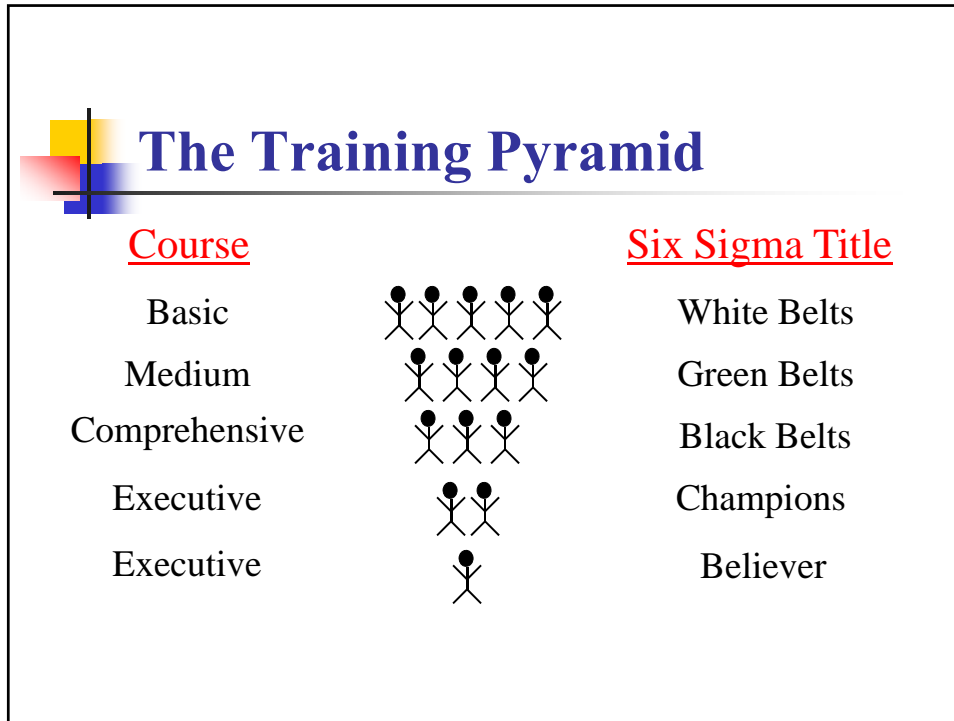 The Training Pyramid
Course Six Sigma Title
Basic White Belts
Medium Green Belts
Comprehensive Black Belts
Executive Champions
Executive Believer